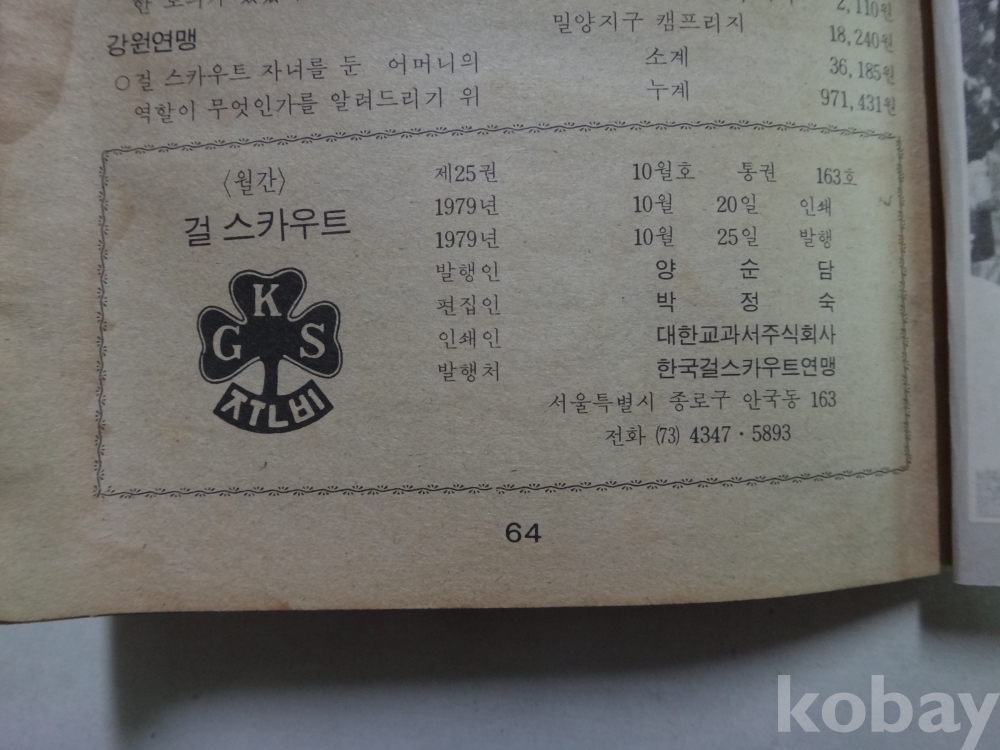 2,110원
강원연맹
○걸 스카우트 자녀를 둔 어머니의
역할이 무엇인가를 알려드리기 위
밀양지구 캠프리지 18,240원
소계 36,185원
누계 971,431원
〈월간〉
걸 스카우트
K
G S
준비
제25권 10월호 통권 163호
1979년 10월 20일 인쇄
1979년 10월 25일 발행
발행인 양순담
편집인 박정숙
인쇄인 대한교과서주식회사
발행처 한국걸스카우트연맹
서울특별시 종로구 안국동 163
전화 (73) 4347·5893
64
kobay